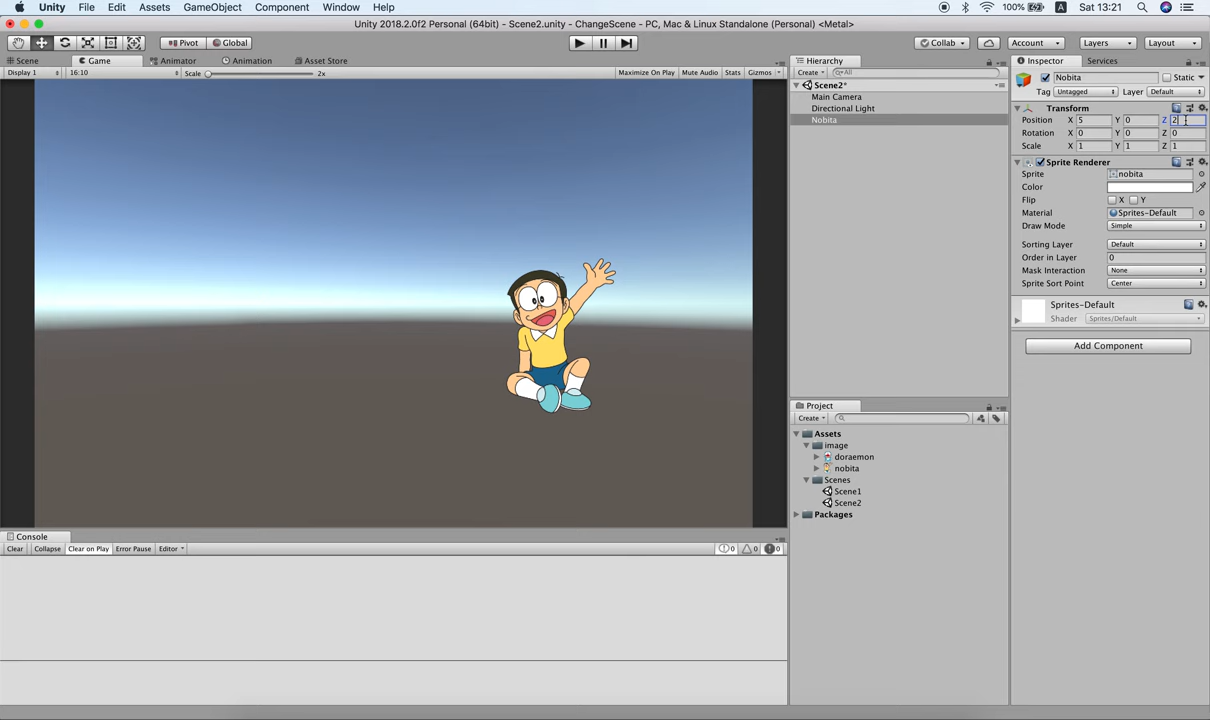 Unity File Edit Assets GameObject Component Window Help 100% A Sat 13:21
Unity 2018.2.0f2 Personal (64bit) - Scene2.unity - ChangeScene - PC, Mac & Linux Standalone (Personal) <Metal>
Pivot Global Collab Account Layers Layout
Scene Game Animator Animation Asset Store
Display 1 16:10 Scale 2x Maximize On Play Mute Audio Stats Gizmos
Hierarchy
Create All
Scene2*
Main Camera
Directional Light
Nobita
Project
Create
Assets
image
doraemon
nobita
Scenes
Scene1
Scene2
Packages
Inspector Services
Nobita Static
Tag Untagged Layer Default
Transform
Position X 5 Y 0 Z 2
Rotation X 0 Y 0 Z 0
Scale X 1 Y 1 Z 1
Sprite Renderer
Sprite nobita
Color
Flip X Y
Material Sprites-Default
Draw Mode Simple
Sorting Layer Default
Order in Layer 0
Mask Interaction None
Sprite Sort Point Center
Sprites-Default
Shader Sprites/Default
Add Component
Console
Clear Collapse Clear on Play Error Pause Editor 0 0 0